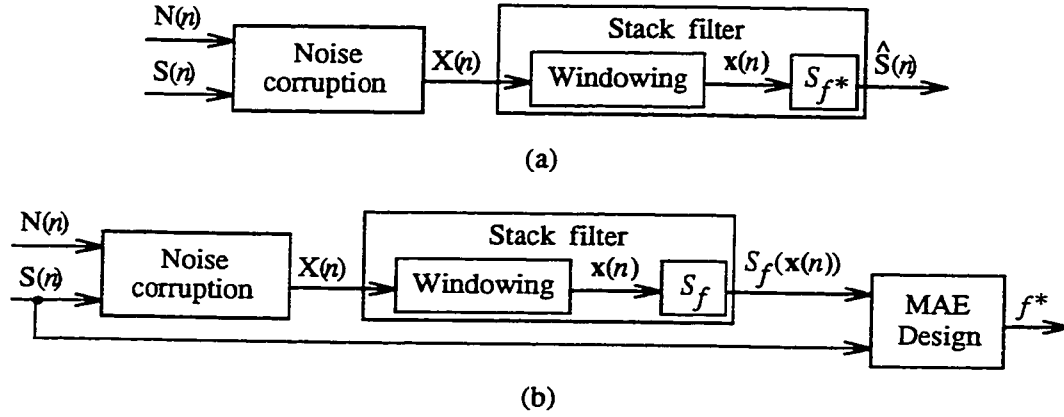 N(n)
S(n)
Noise
corruption
X(n)
Stack filter
Windowing
x(n)
S_f*
Ŝ(n)
(a)
N(n)
S(n)
Noise
corruption
X(n)
Stack filter
Windowing
x(n)
S_f
S_f(x(n))
MAE
Design
f*
(b)